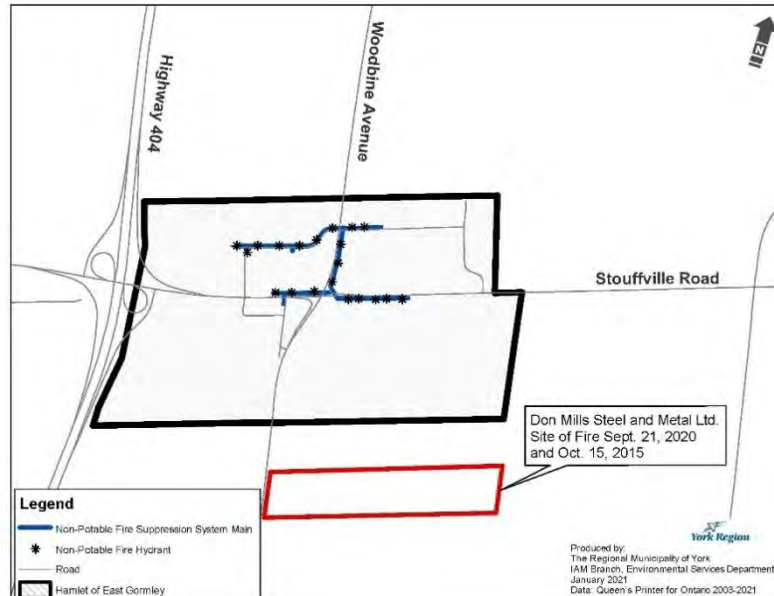 Highway 404
Woodbine Avenue
N
Stouffville Road
Don Mills Steel and Metal Ltd.
Site of Fire Sept. 21, 2020
and Oct. 15, 2015
Legend
Non-Potable Fire Suppression System Main
Non-Potable Fire Hydrant
Road
Hamlet of East Gormley
York Region
Produced by:
The Regional Municipality of York
IAM Branch, Environmental Services Department
January 2021
Data: Queen's Printer for Ontario 2003-2021